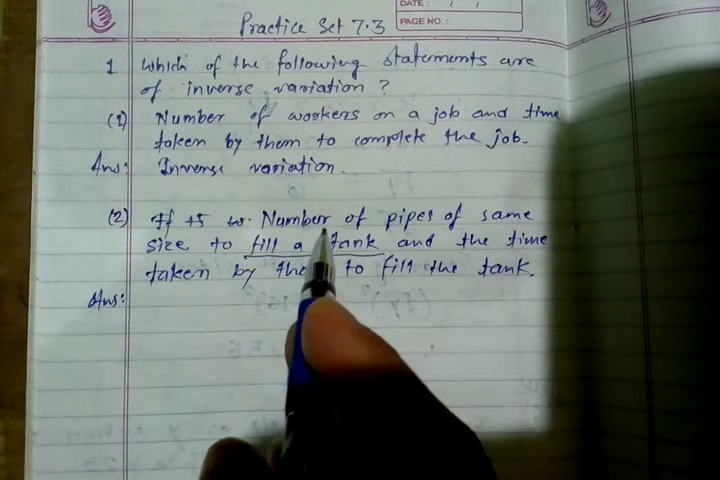 DATE : / /
PAGE NO. :
Practice Set 7.3
1 Which of the following statements are
of inverse variation ?
(1) Number of workers on a job and time
taken by them to complete the job.
Ans: Inverse variation.
(2) Number of pipes of same
size to fill a tank and the time
taken by the to fill the tank.
Ans: